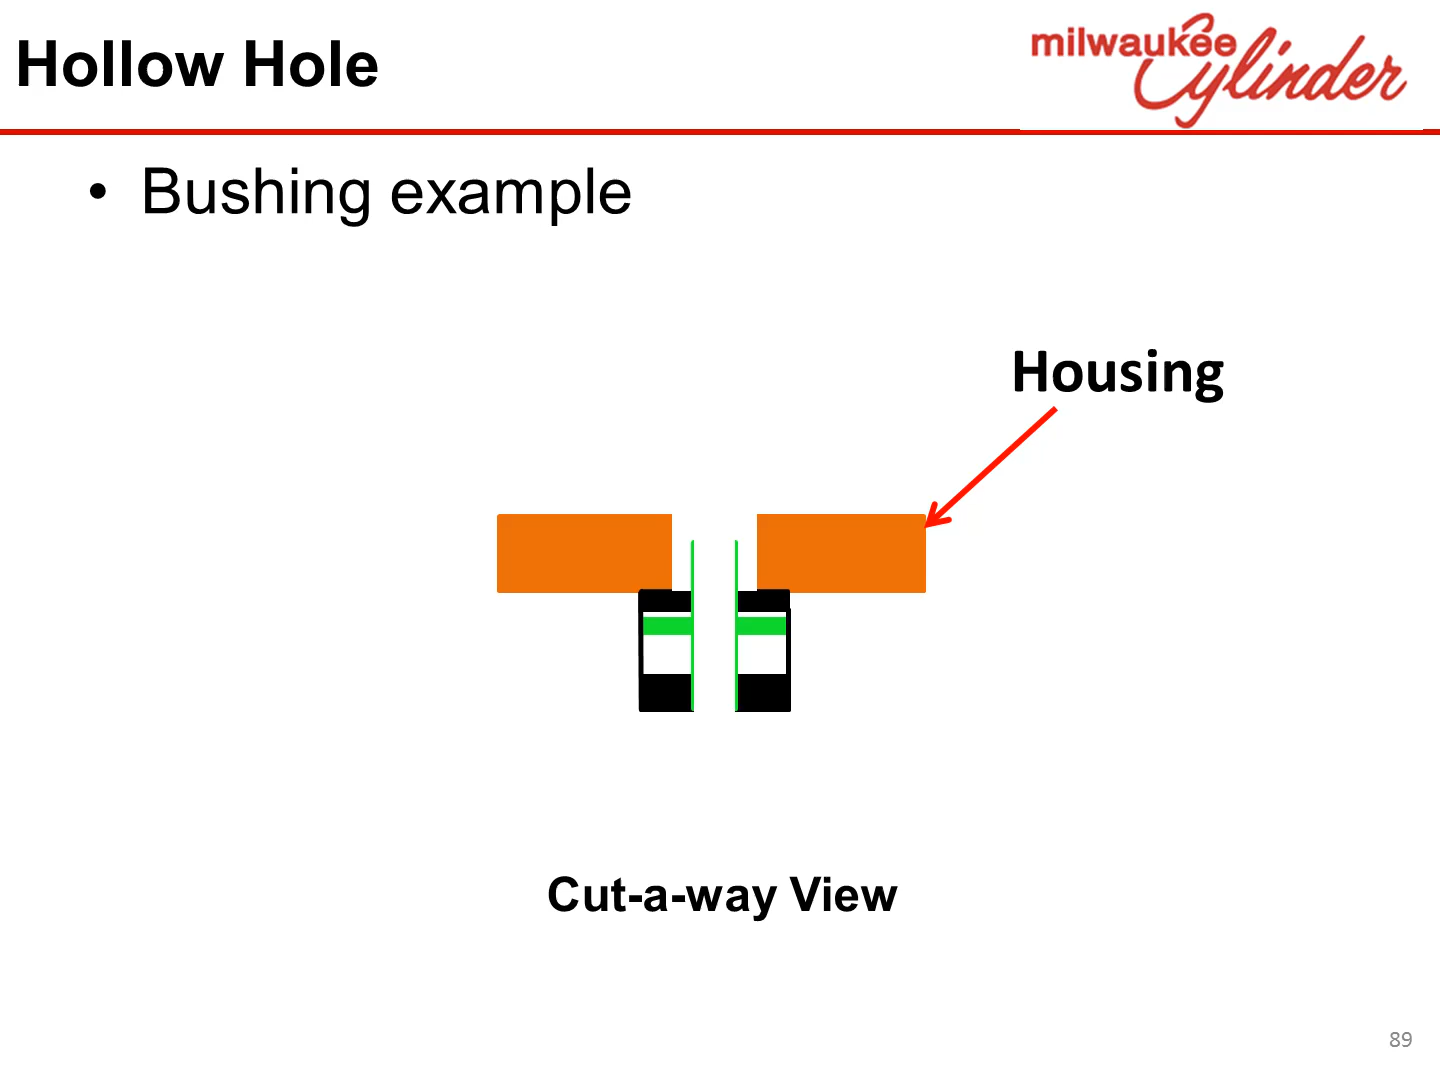 Hollow Hole
milwaukee
Cylinder
• Bushing example
Housing
Cut-a-way View
89